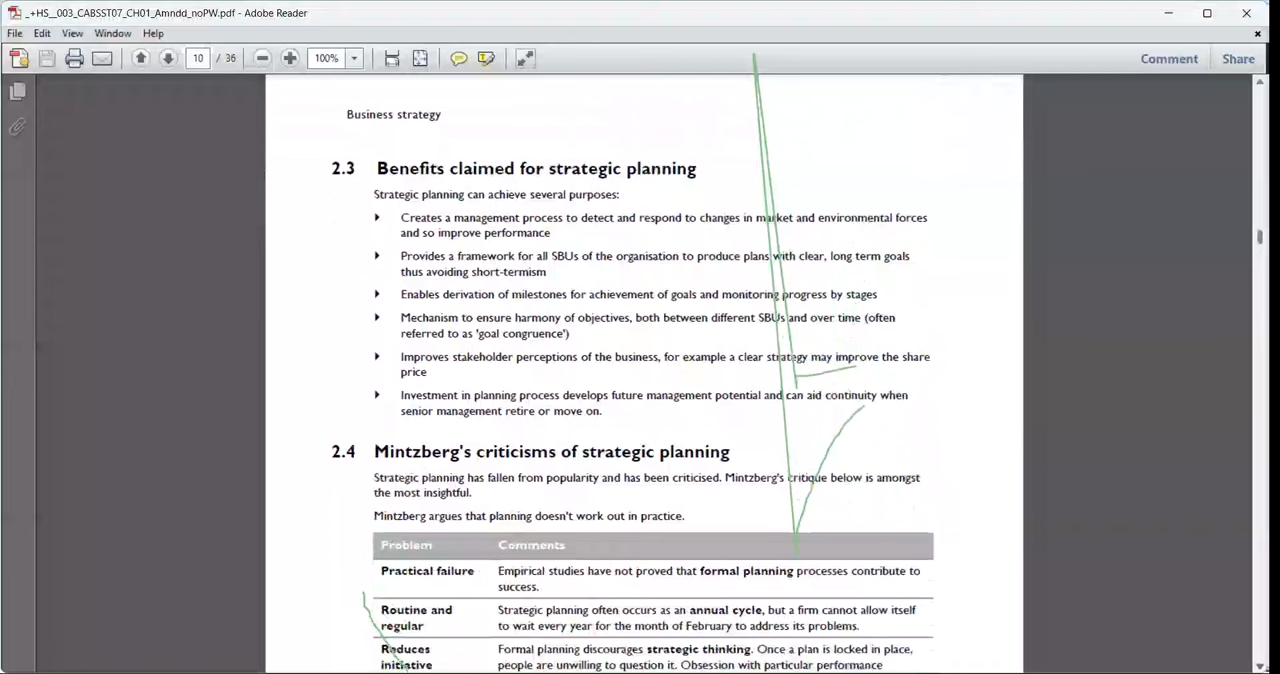 _+HS__003_CABSST07_CH01_Amndd_noPW.pdf - Adobe Reader
File Edit View Window Help
10 / 36 100% Comment Share
Business strategy
2.3 Benefits claimed for strategic planning
Strategic planning can achieve several purposes:
Creates a management process to detect and respond to changes in market and environmental forces
and so improve performance
Provides a framework for all SBUs of the organisation to produce plans with clear, long term goals
thus avoiding short-termism
Enables derivation of milestones for achievement of goals and monitoring progress by stages
Mechanism to ensure harmony of objectives, both between different SBUs and over time (often
referred to as 'goal congruence')
Improves stakeholder perceptions of the business, for example a clear strategy may improve the share
price
Investment in planning process develops future management potential and can aid continuity when
senior management retire or move on.
2.4 Mintzberg's criticisms of strategic planning
Strategic planning has fallen from popularity and has been criticised. Mintzberg's critique below is amongst
the most insightful.
Mintzberg argues that planning doesn't work out in practice.
Problem Comments
Practical failure Empirical studies have not proved that formal planning processes contribute to
success.
Routine and Strategic planning often occurs as an annual cycle, but a firm cannot allow itself
regular to wait every year for the month of February to address its problems.
Reduces Formal planning discourages strategic thinking. Once a plan is locked in place,
initiative people are unwilling to question it. Obsession with particular performance